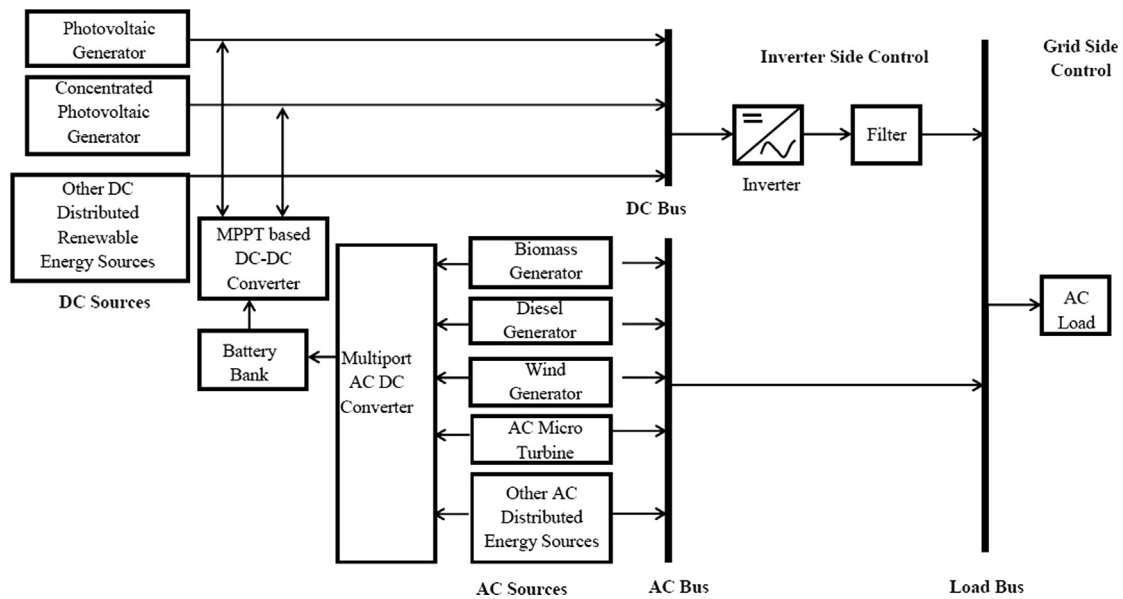 Photovoltaic
Generator
Concentrated
Photovoltaic
Generator
Other DC
Distributed
Renewable
Energy Sources
DC Sources
MPPT based
DC-DC
Converter
Battery
Bank
Multiport
AC DC
Converter
Biomass
Generator
Diesel
Generator
Wind
Generator
AC Micro
Turbine
Other AC
Distributed
Energy Sources
AC Sources
DC Bus
AC Bus
Inverter Side Control
Inverter
Filter
Load Bus
Grid Side
Control
AC
Load